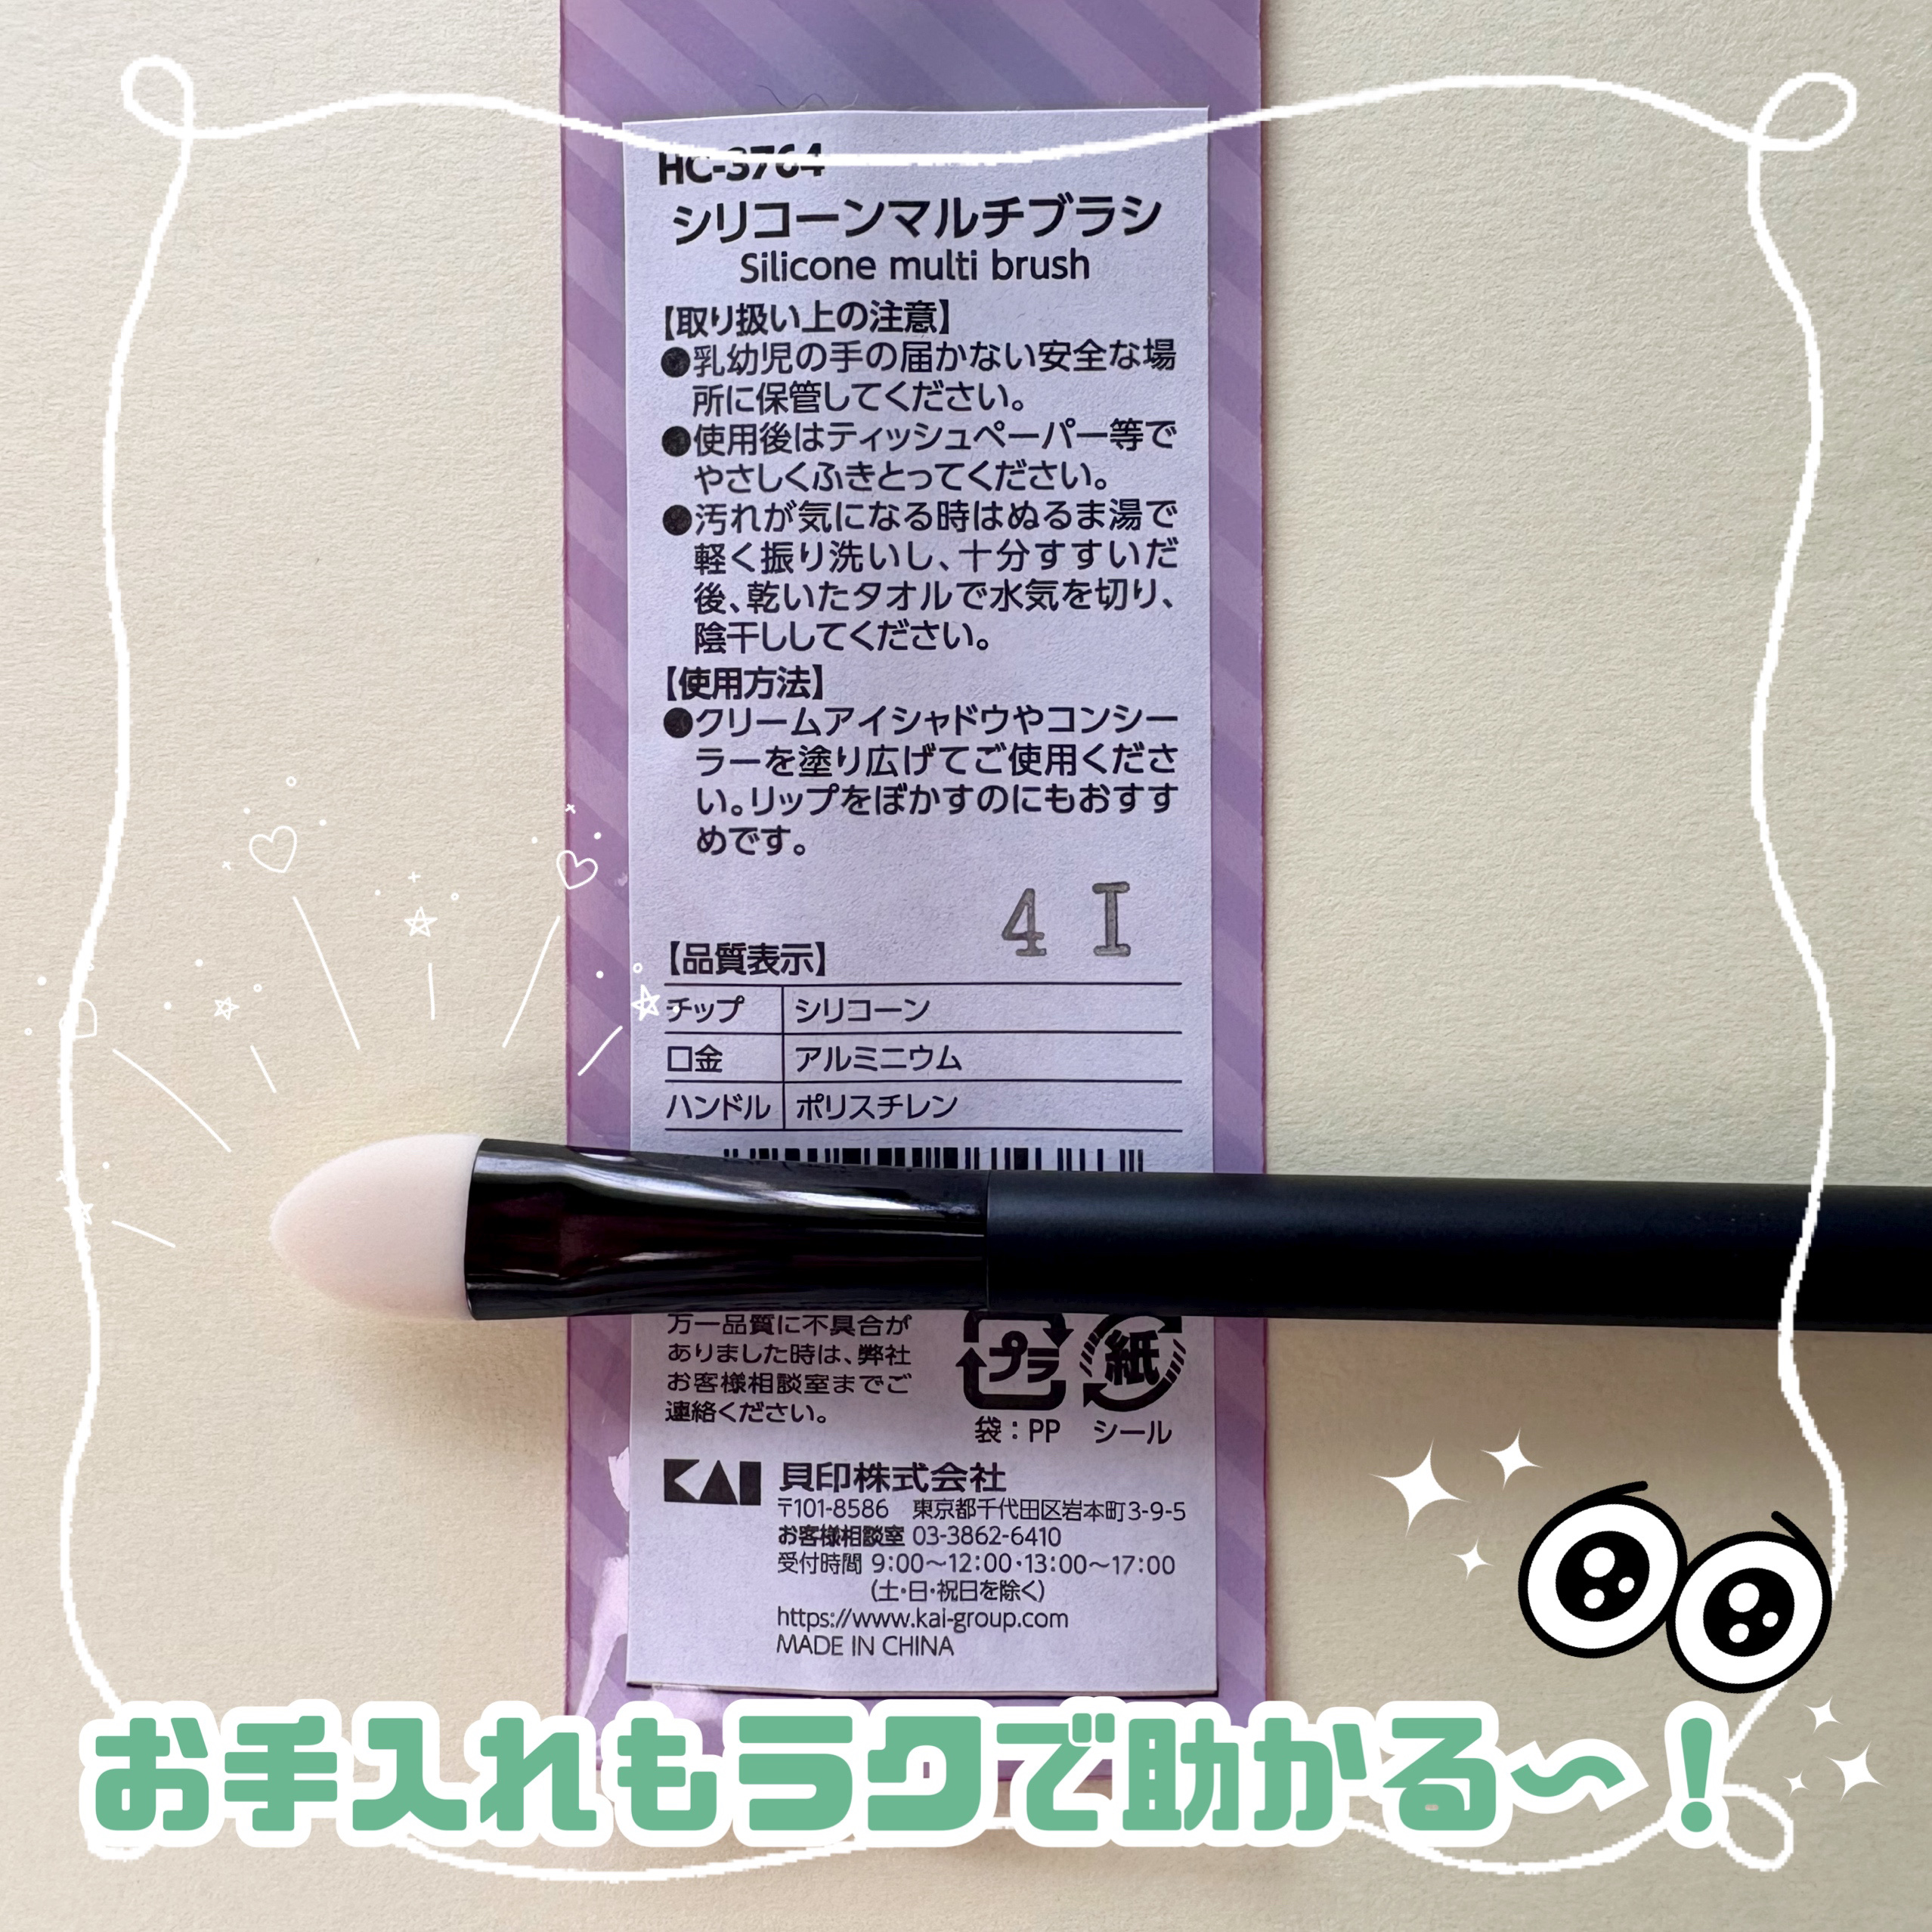 HC-3764
シリコーンマルチブラシ
Silicone multi brush
【取り扱い上の注意】
●乳幼児の手の届かない安全な場
所に保管してください。
●使用後はティッシュペーパー等で
やさしくふきとってください。
●汚れが気になる時はぬるま湯で
軽く振り洗いし、十分すすいだ
後、乾いたタオルで水気を切り、
陰干ししてください。
【使用方法】
●クリームアイシャドウやコンシー
ラーを塗り広げてご使用くださ
い。リップをぼかすのにもおすす
めです。
4 I
【品質表示】
チップ シリコーン
口金 アルミニウム
ハンドル ポリスチレン
万一品質に不具合が
ありました時は、弊社
お客様相談室までご
連絡ください。
プラ 紙
袋：PP シール
KAI 貝印株式会社
〒101-8586 東京都千代田区岩本町3-9-5
お客様相談室 03-3862-6410
受付時間 9:00～12:00・13:00～17:00
(土・日・祝日を除く)
https://www.kai-group.com
MADE IN CHINA
お手入れもラクで助かる〜！